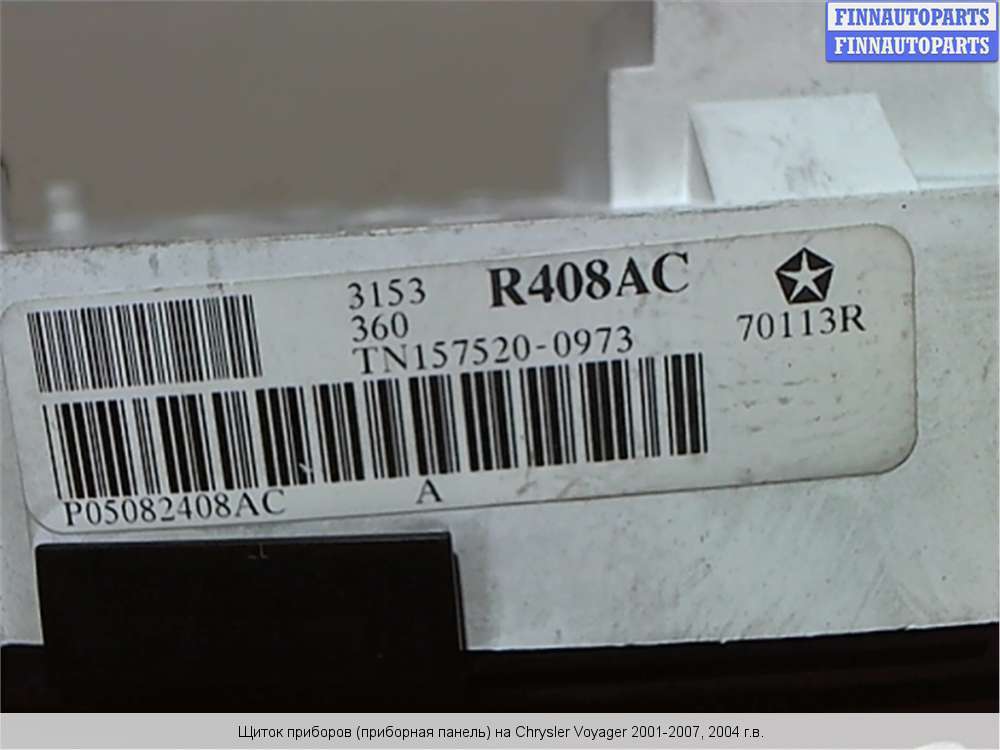 FINNAUTOPARTS
FINNAUTOPARTS
3153
R408AC
360
TN157520-0973
70113R
P05082408AC
A
Щиток приборов (приборная панель) на Chrysler Voyager 2001-2007, 2004 г.в.